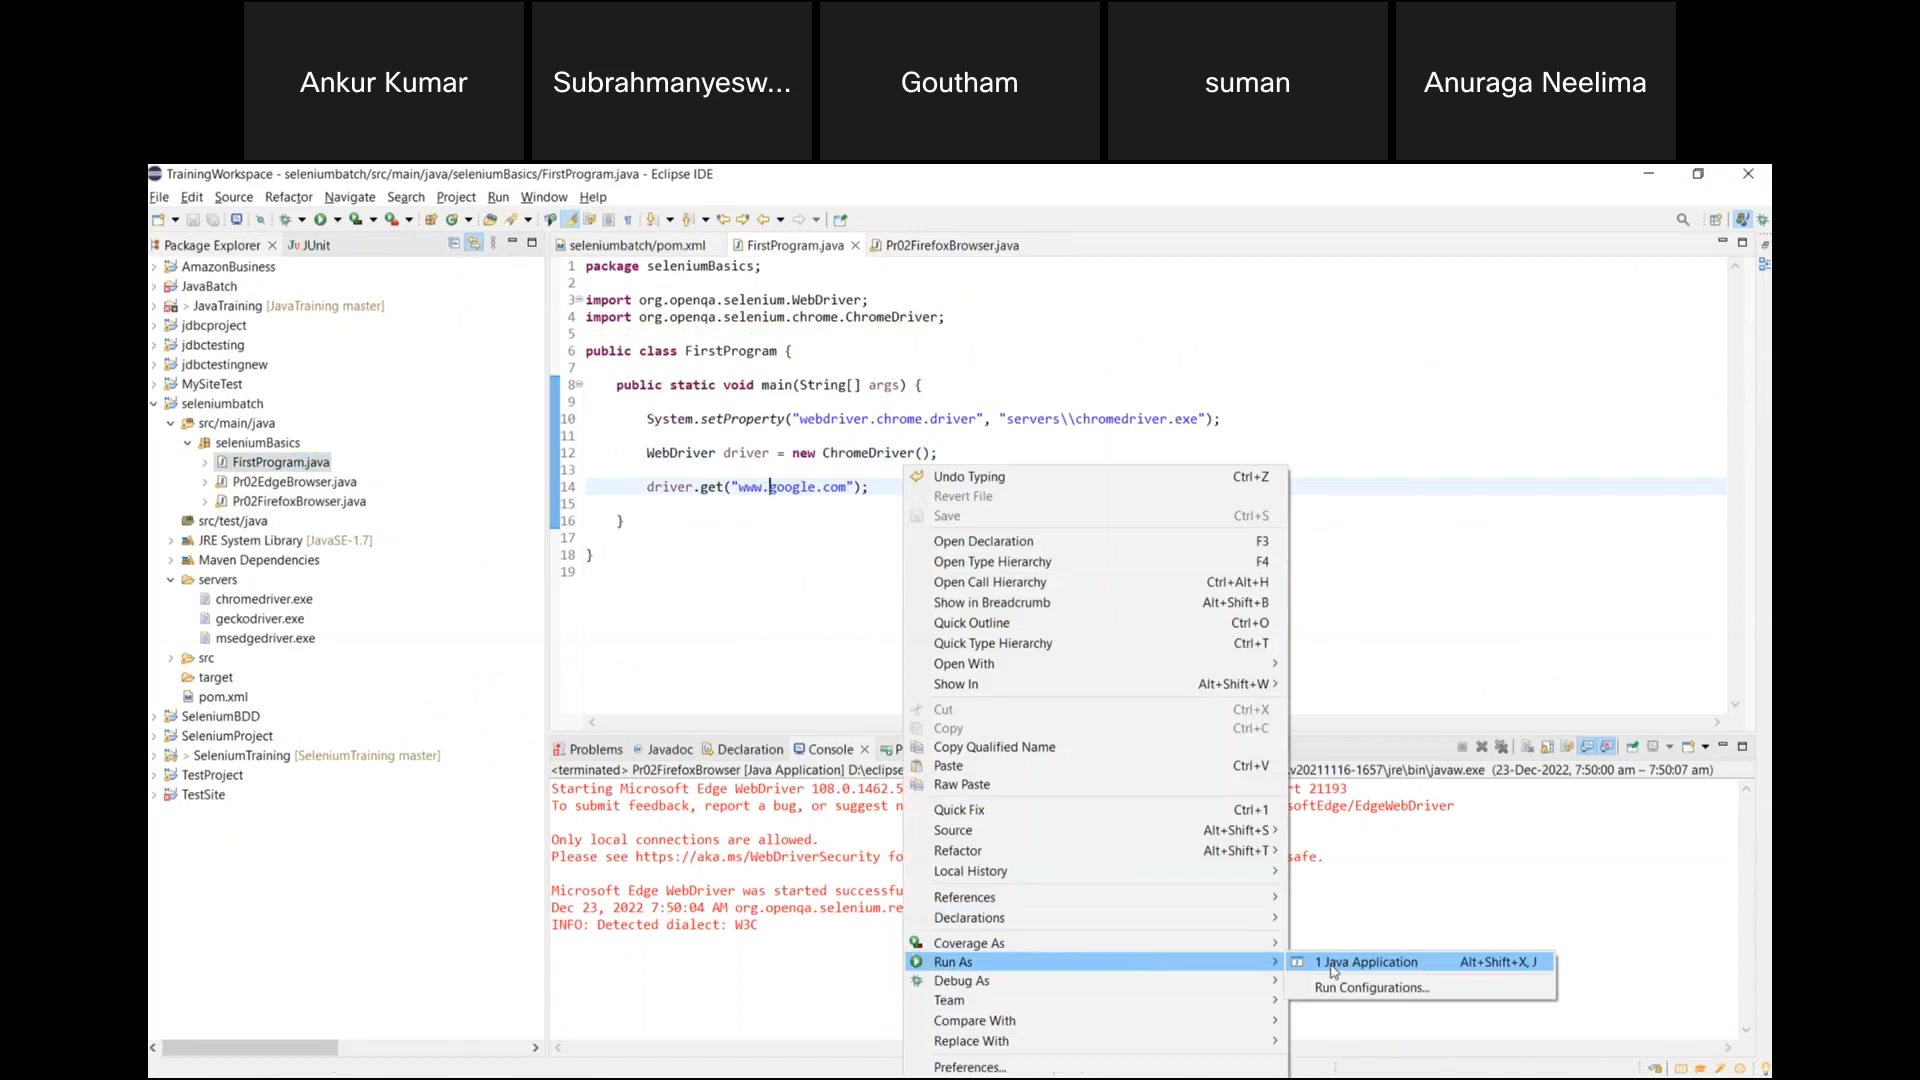 Ankur Kumar
Subrahmanyesw...
Goutham
suman
Anuraga Neelima
TrainingWorkspace - seleniumbatch/src/main/java/seleniumBasics/FirstProgram.java - Eclipse IDE
File Edit Source Refactor Navigate Search Project Run Window Help
Package Explorer
JUnit
AmazonBusiness
JavaBatch
> JavaTraining [JavaTraining master]
jdbcproject
jdbctesting
jdbctestingnew
MySiteTest
seleniumbatch
src/main/java
seleniumBasics
FirstProgram.java
Pr02EdgeBrowser.java
Pr02FirefoxBrowser.java
src/test/java
JRE System Library [JavaSE-1.7]
Maven Dependencies
servers
chromedriver.exe
geckodriver.exe
msedgedriver.exe
src
target
pom.xml
SeleniumBDD
SeleniumProject
> SeleniumTraining [SeleniumTraining master]
TestProject
TestSite
seleniumbatch/pom.xml
FirstProgram.java
Pr02FirefoxBrowser.java
1 package seleniumBasics;
2
3 import org.openqa.selenium.WebDriver;
4 import org.openqa.selenium.chrome.ChromeDriver;
5
6 public class FirstProgram {
7
8 public static void main(String[] args) {
9
10 System.setProperty("webdriver.chrome.driver", "servers\\chromedriver.exe");
11
12 WebDriver driver = new ChromeDriver();
13
14 driver.get("www.google.com");
15
16 }
17
18 }
19
Undo Typing Ctrl+Z
Revert File
Save Ctrl+S
Open Declaration F3
Open Type Hierarchy F4
Open Call Hierarchy Ctrl+Alt+H
Show in Breadcrumb Alt+Shift+B
Quick Outline Ctrl+O
Quick Type Hierarchy Ctrl+T
Open With
Show In Alt+Shift+W
Cut Ctrl+X
Copy Ctrl+C
Copy Qualified Name
Paste Ctrl+V
Raw Paste
Quick Fix Ctrl+1
Source Alt+Shift+S
Refactor Alt+Shift+T
Local History
References
Declarations
Coverage As
Run As
Debug As
Team
Compare With
Replace With
Preferences...
1 Java Application Alt+Shift+X, J
Run Configurations...
Problems Javadoc Declaration Console P
<terminated> Pr02FirefoxBrowser [Java Application] D:\eclipse .v20211116-1657\jre\bin\javaw.exe (23-Dec-2022, 7:50:00 am – 7:50:07 am)
Starting Microsoft Edge WebDriver 108.0.1462.5 rt 21193
To submit feedback, report a bug, or suggest n softEdge/EdgeWebDriver
Only local connections are allowed.
Please see https://aka.ms/WebDriverSecurity fo safe.
Microsoft Edge WebDriver was started successfu
Dec 23, 2022 7:50:04 AM org.openqa.selenium.re
INFO: Detected dialect: W3C